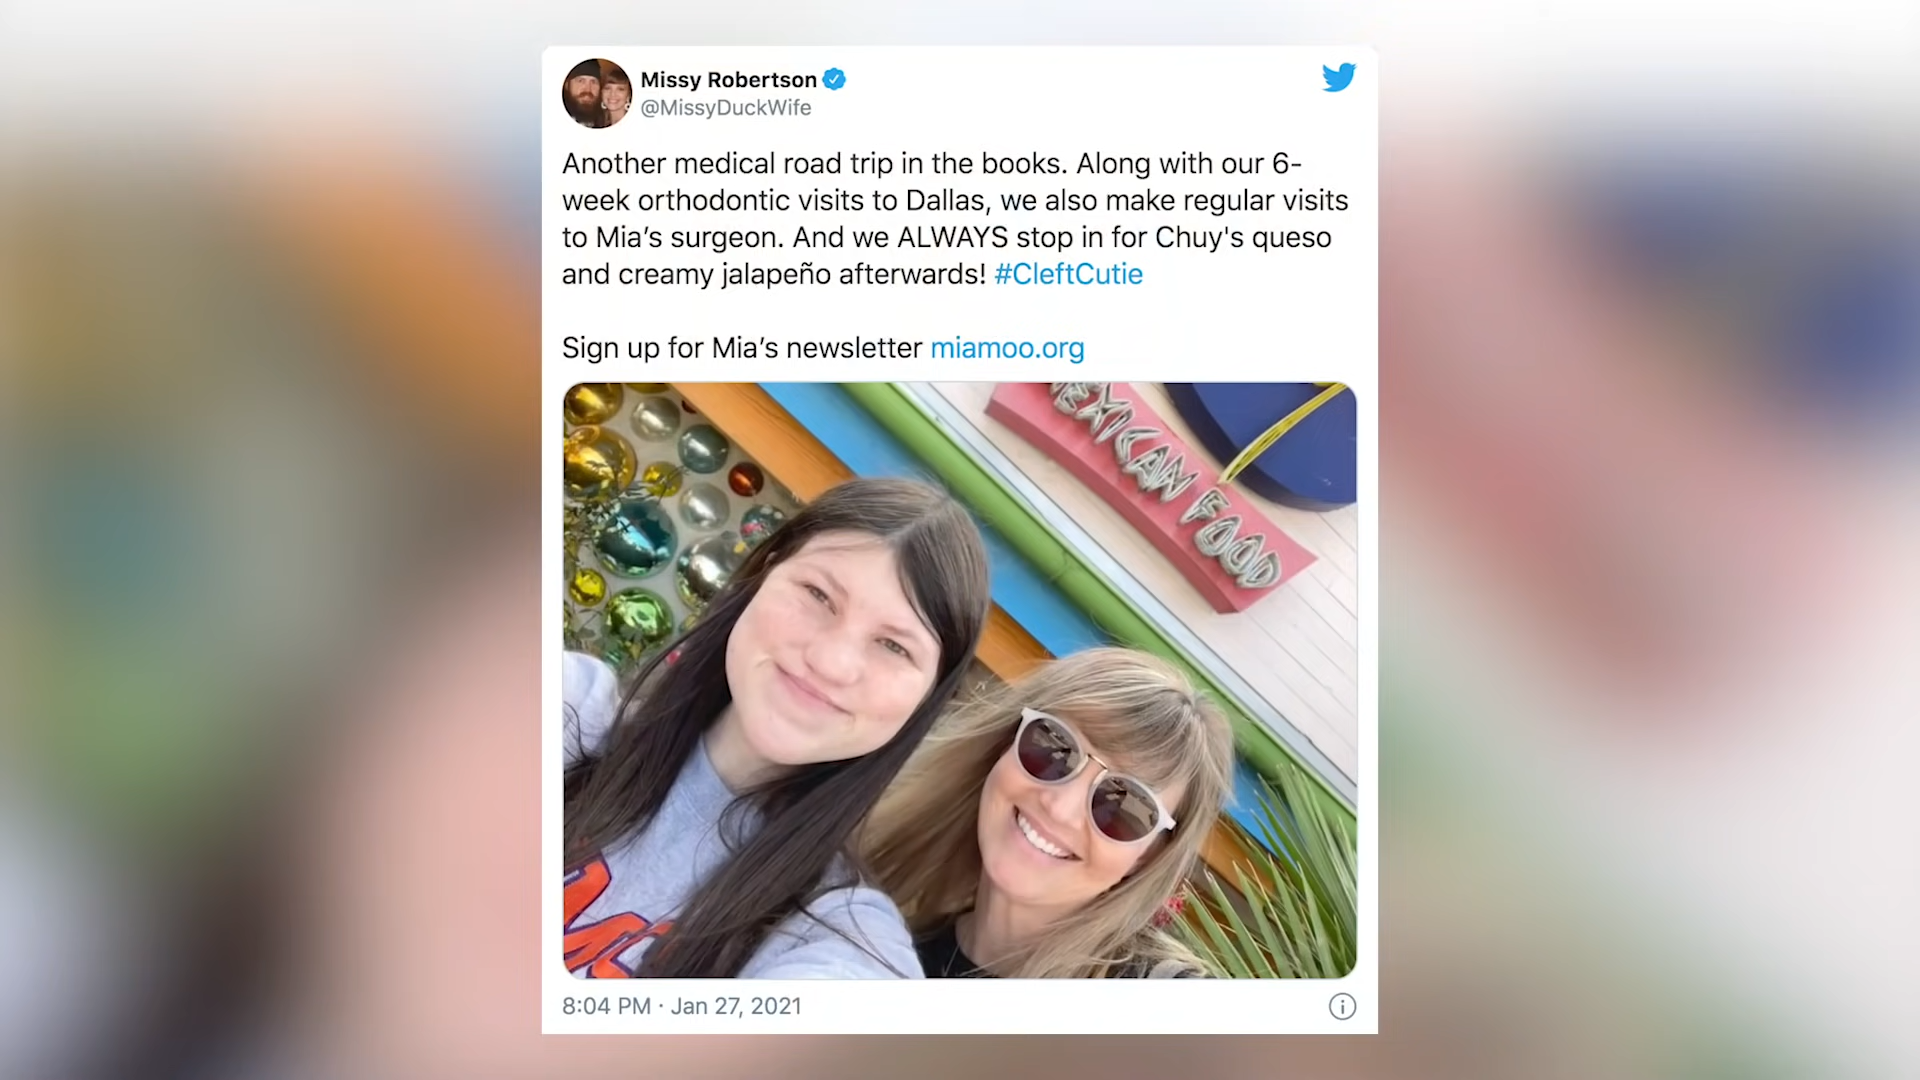 Missy Robertson
@MissyDuckWife
Another medical road trip in the books. Along with our 6-
week orthodontic visits to Dallas, we also make regular visits
to Mia’s surgeon. And we ALWAYS stop in for Chuy's queso
and creamy jalapeño afterwards! #CleftCutie
Sign up for Mia’s newsletter miamoo.org
EXICAN FOOD
8:04 PM · Jan 27, 2021